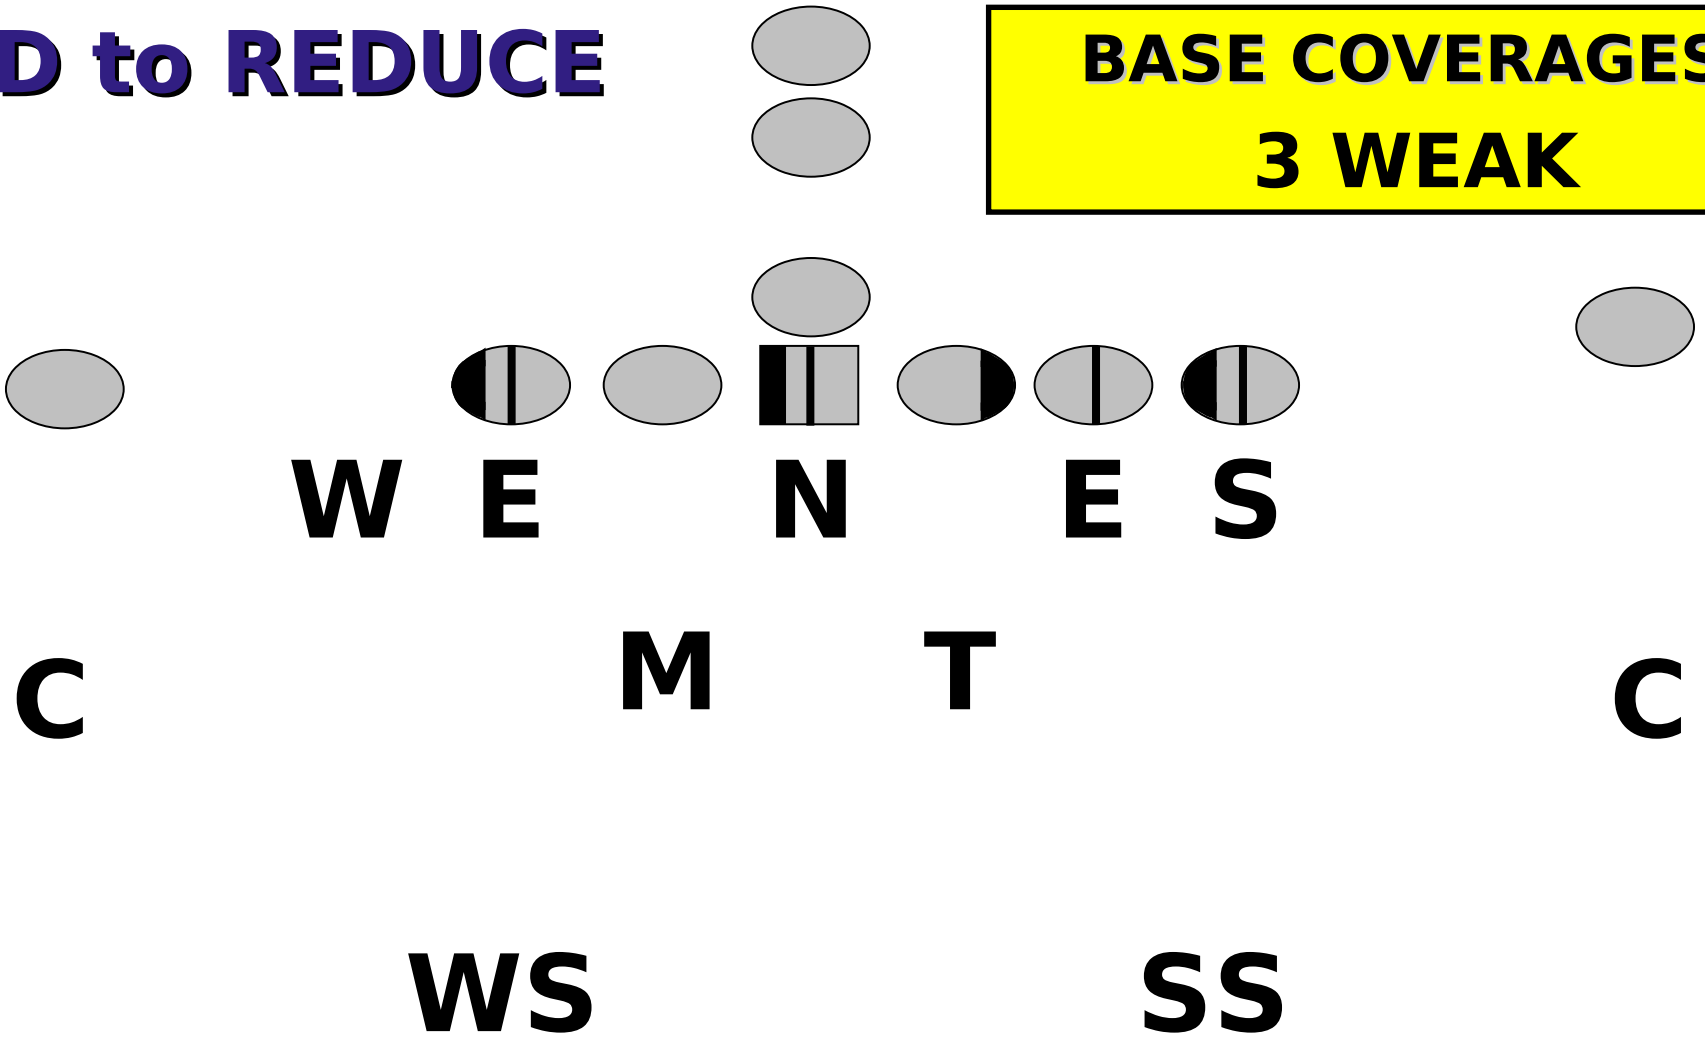 D to REDUCE
BASE COVERAGES
3 WEAK
W E N E S
M T
C C
WS SS